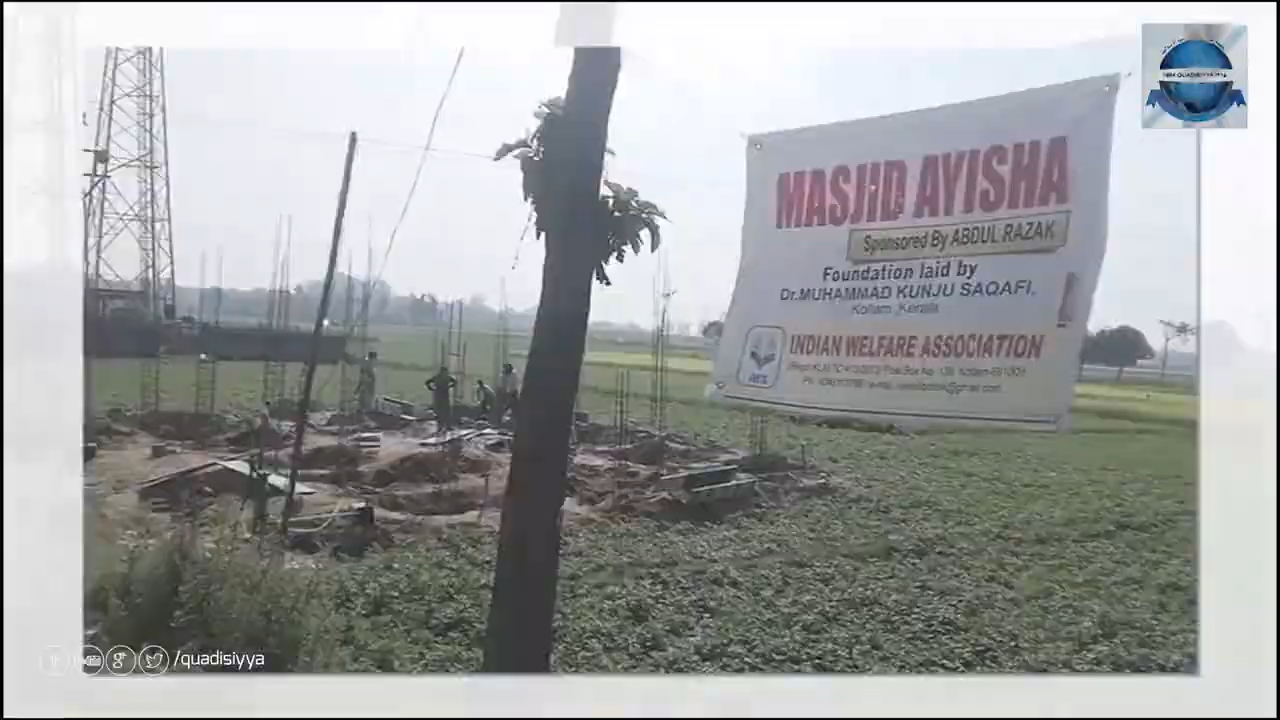 MASJID AYISHA
Sponsored By ABDUL RAZAK
Foundation laid by
Dr.MUHAMMAD KUNJU SAQAFI,
Kollam ,Kerala
INDIAN WELFARE ASSOCIATION
/quadisiyya